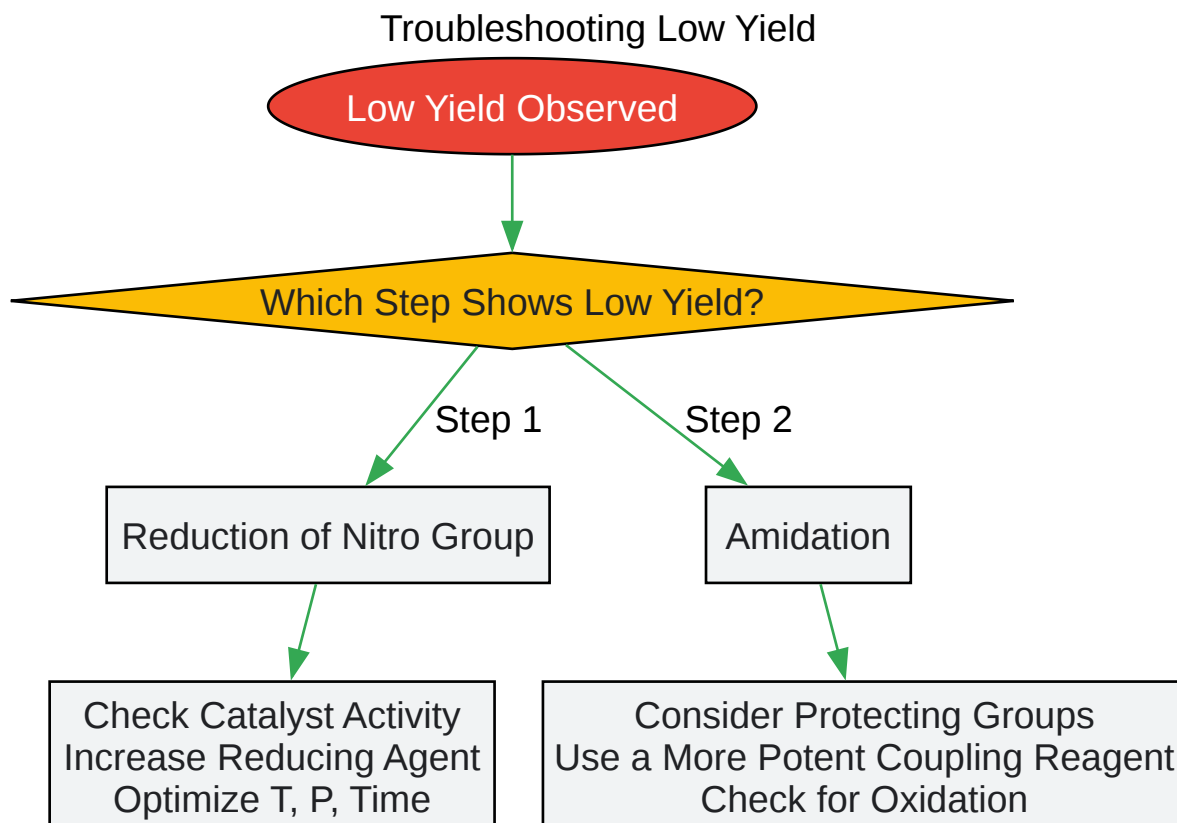 Troubleshooting Low Yield
Low Yield Observed
Which Step Shows Low Yield?
Step 1
Step 2
Reduction of Nitro Group
Amidation
Check Catalyst Activity
Increase Reducing Agent
Optimize T, P, Time
Consider Protecting Groups
Use a More Potent Coupling Reagent
Check for Oxidation